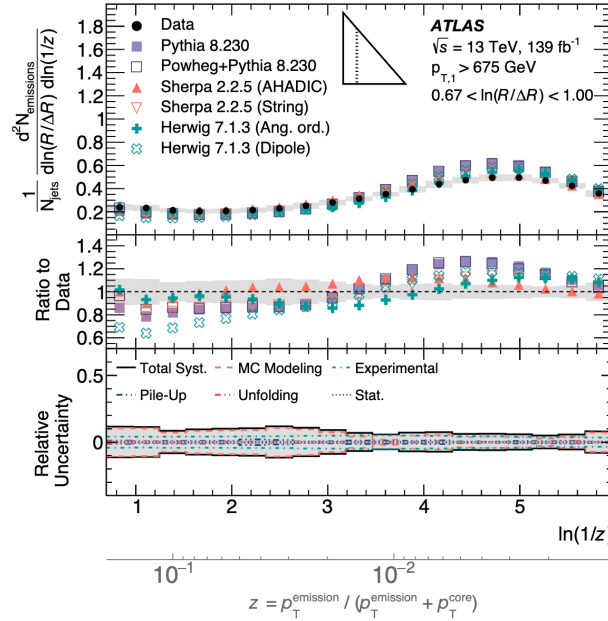 1.8
1.6
1.4
1.2
1
0.8
0.6
0.4
0.2
1/N_jets d²N_emissions / dln(R/ΔR) dln(1/z)
Data
Pythia 8.230
Powheg+Pythia 8.230
Sherpa 2.2.5 (AHADIC)
Sherpa 2.2.5 (String)
Herwig 7.1.3 (Ang. ord.)
Herwig 7.1.3 (Dipole)
ATLAS
√s = 13 TeV, 139 fb⁻¹
p_T,1 > 675 GeV
0.67 < ln(R/ΔR) < 1.00
1.4
1.2
1.0
0.8
0.6
Ratio to
Data
0.5
0
Relative
Uncertainty
Total Syst. MC Modeling Experimental
Pile-Up Unfolding Stat.
1 2 3 4 5
ln(1/z)
10⁻¹ 10⁻²
z = p_T^emission / (p_T^emission + p_T^core)